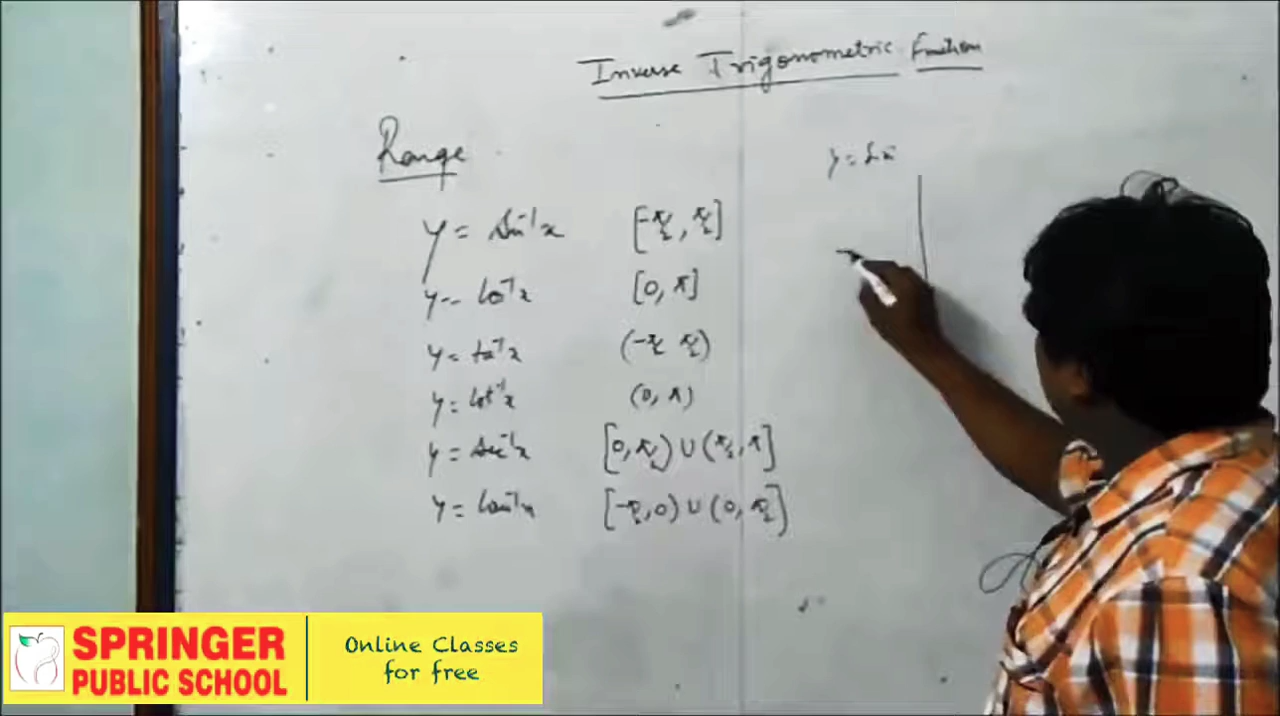 Inverse Trigonometric Function
Range
y = sin⁻¹x [-π/2, π/2]
y = cos⁻¹x [0, π]
y = tan⁻¹x (-π/2 π/2)
y = cot⁻¹x (0, π)
y = sec⁻¹x [0, π/2) ∪ (π/2, π]
y = cosec⁻¹x [-π/2, 0) ∪ (0, π/2]
y = sin
SPRINGER
PUBLIC SCHOOL
Online Classes
for free